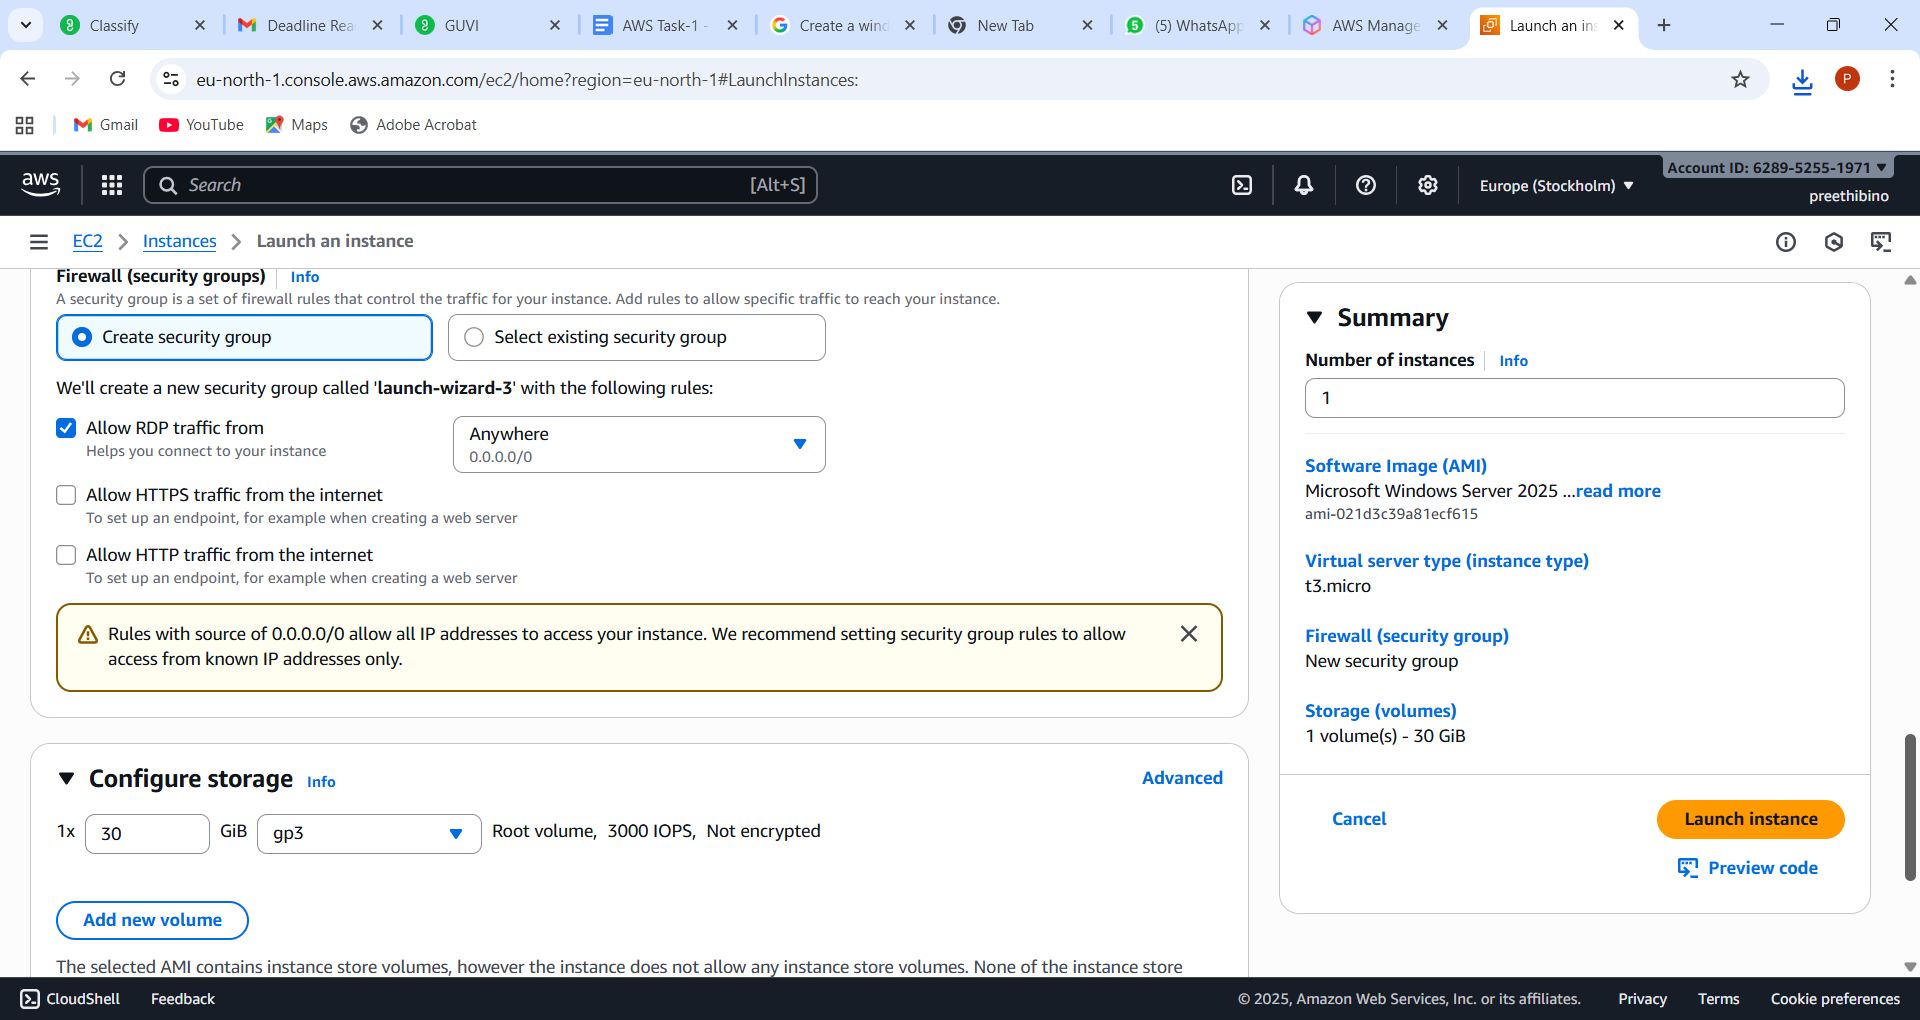 Classify
Deadline Rea
GUVI
AWS Task-1 -
Create a wind
New Tab
(5) WhatsApp
AWS Manage
Launch an ins
eu-north-1.console.aws.amazon.com/ec2/home?region=eu-north-1#LaunchInstances:
P
Gmail
YouTube
Maps
Adobe Acrobat
aws
Search
[Alt+S]
Europe (Stockholm)
Account ID: 6289-5255-1971
preethibino
EC2
Instances
Launch an instance
Firewall (security groups)
Info
A security group is a set of firewall rules that control the traffic for your instance. Add rules to allow specific traffic to reach your instance.
Create security group
Select existing security group
We'll create a new security group called 'launch-wizard-3' with the following rules:
Allow RDP traffic from
Helps you connect to your instance
Anywhere
0.0.0.0/0
Allow HTTPS traffic from the internet
To set up an endpoint, for example when creating a web server
Allow HTTP traffic from the internet
To set up an endpoint, for example when creating a web server
Rules with source of 0.0.0.0/0 allow all IP addresses to access your instance. We recommend setting security group rules to allow
access from known IP addresses only.
Configure storage
Info
Advanced
1x
30
GiB
gp3
Root volume, 3000 IOPS, Not encrypted
Add new volume
The selected AMI contains instance store volumes, however the instance does not allow any instance store volumes. None of the instance store
Summary
Number of instances
Info
1
Software Image (AMI)
Microsoft Windows Server 2025 ...read more
ami-021d3c39a81ecf615
Virtual server type (instance type)
t3.micro
Firewall (security group)
New security group
Storage (volumes)
1 volume(s) - 30 GiB
Cancel
Launch instance
Preview code
CloudShell
Feedback
© 2025, Amazon Web Services, Inc. or its affiliates.
Privacy
Terms
Cookie preferences